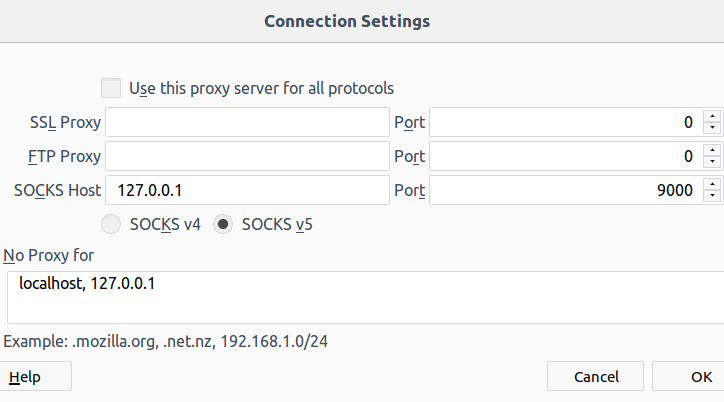 Connection Settings
Use this proxy server for all protocols
SSL Proxy Port 0
FTP Proxy Port 0
SOCKS Host 127.0.0.1 Port 9000
SOCKS v4 SOCKS v5
No Proxy for
localhost, 127.0.0.1
Example: .mozilla.org, .net.nz, 192.168.1.0/24
Help Cancel OK